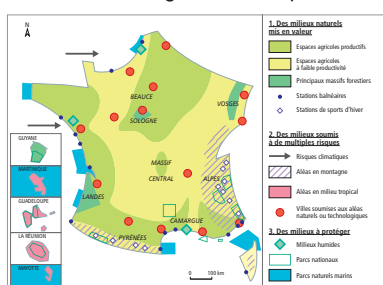 N
BEAUCE
SOLOGNE
VOSGES
MASSIF
CENTRAL
ALPES
LANDES
CAMARGUE
PYRÉNÉES
0 100 km
GUYANE
MARTINIQUE
GUADELOUPE
LA RÉUNION
MAYOTTE
1. Des milieux naturels
mis en valeur
Espaces agricoles productifs
Espaces agricoles
à faible productivité
Principaux massifs forestiers
Stations balnéaires
Stations de sports d'hiver
2. Des milieux soumis
à de multiples risques
Risques climatiques
Aléas en montagne
Aléas en milieu tropical
Villes soumises aux aléas
naturels ou technologiques
3. Des milieux à protéger
Milieux humides
Parcs nationaux
Parcs naturels marins